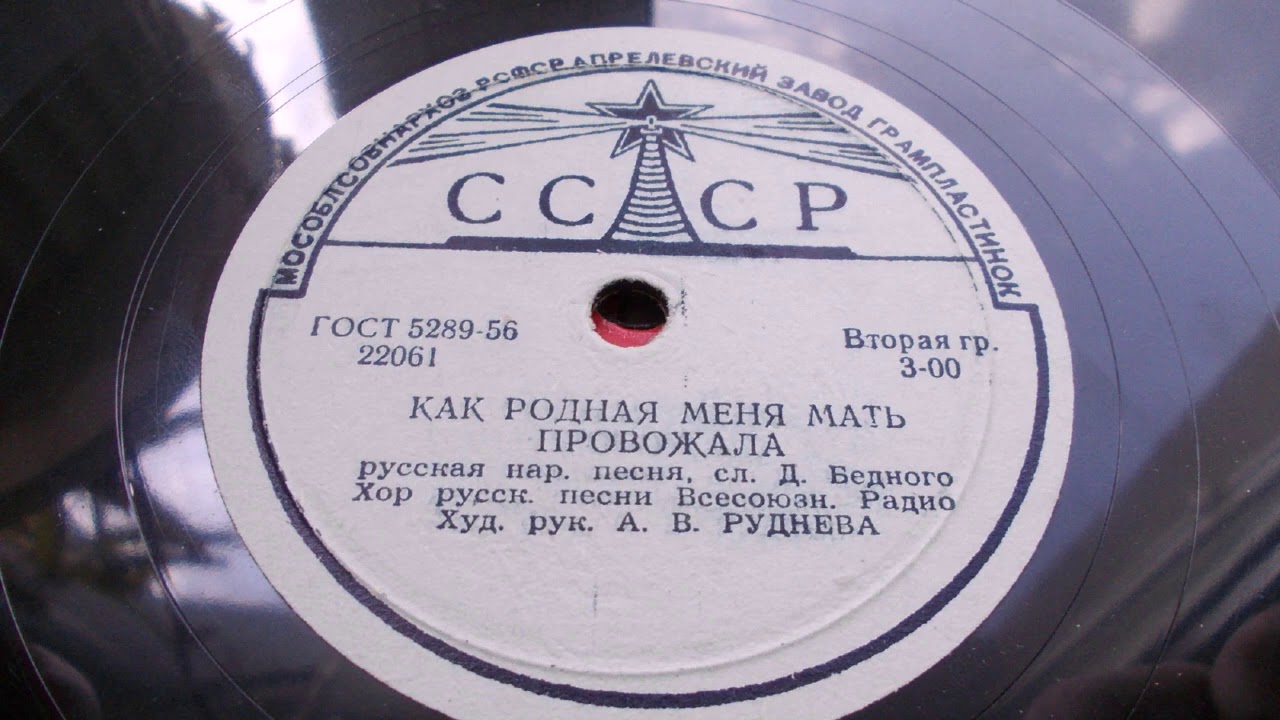 МОСОБЛСОВНАРХОЗ РСФСР АПРЕЛЕВСКИЙ ЗАВОД ГРАМПЛАСТИНОК
СССР
ГОСТ 5289-56
22061
Вторая гр.
3-00
КАК РОДНАЯ МЕНЯ МАТЬ
ПРОВОЖАЛА
русская нар. песня, сл. Д. Бедного
Хор русск. песни Всесоюзн. Радио
Худ. рук. А. В. РУДНЕВА